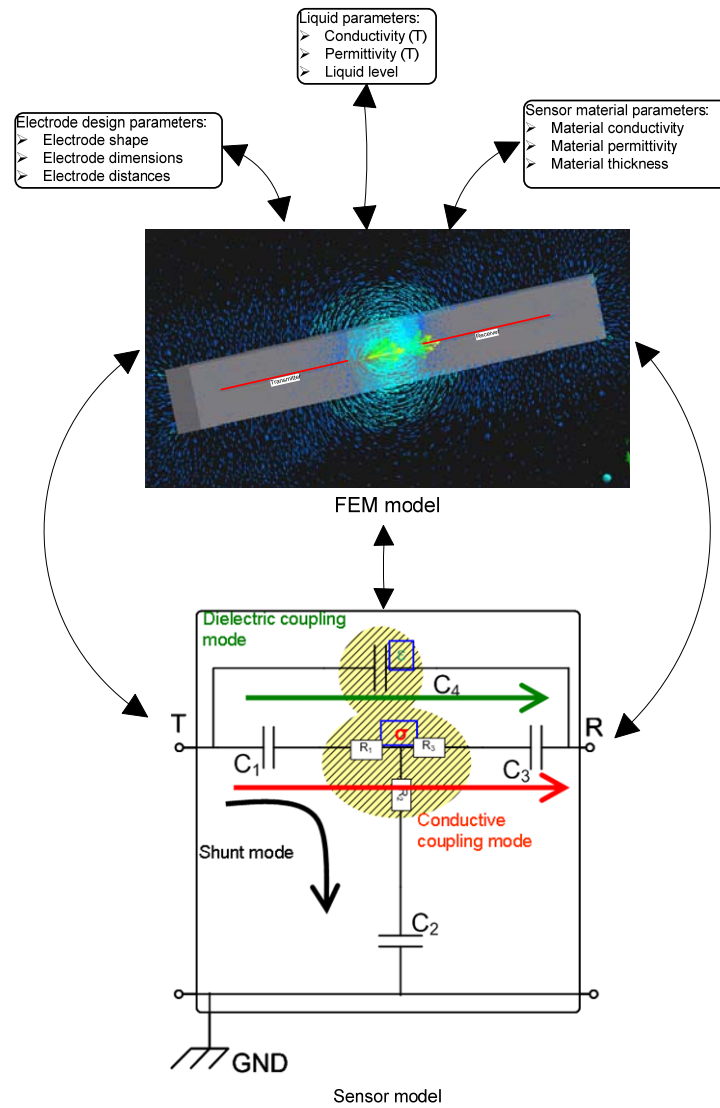 Liquid parameters:
➢ Conductivity (T)
➢ Permittivity (T)
➢ Liquid level
Electrode design parameters:
➢ Electrode shape
➢ Electrode dimensions
➢ Electrode distances
Sensor material parameters:
➢ Material conductivity
➢ Material permittivity
➢ Material thickness
Transmitter
Receiver
FEM model
Dielectric coupling
mode
ε
C₄
T
R
σ
R₁
R₃
C₁
C₃
R₂
Conductive
coupling mode
Shunt mode
C₂
GND
Sensor model